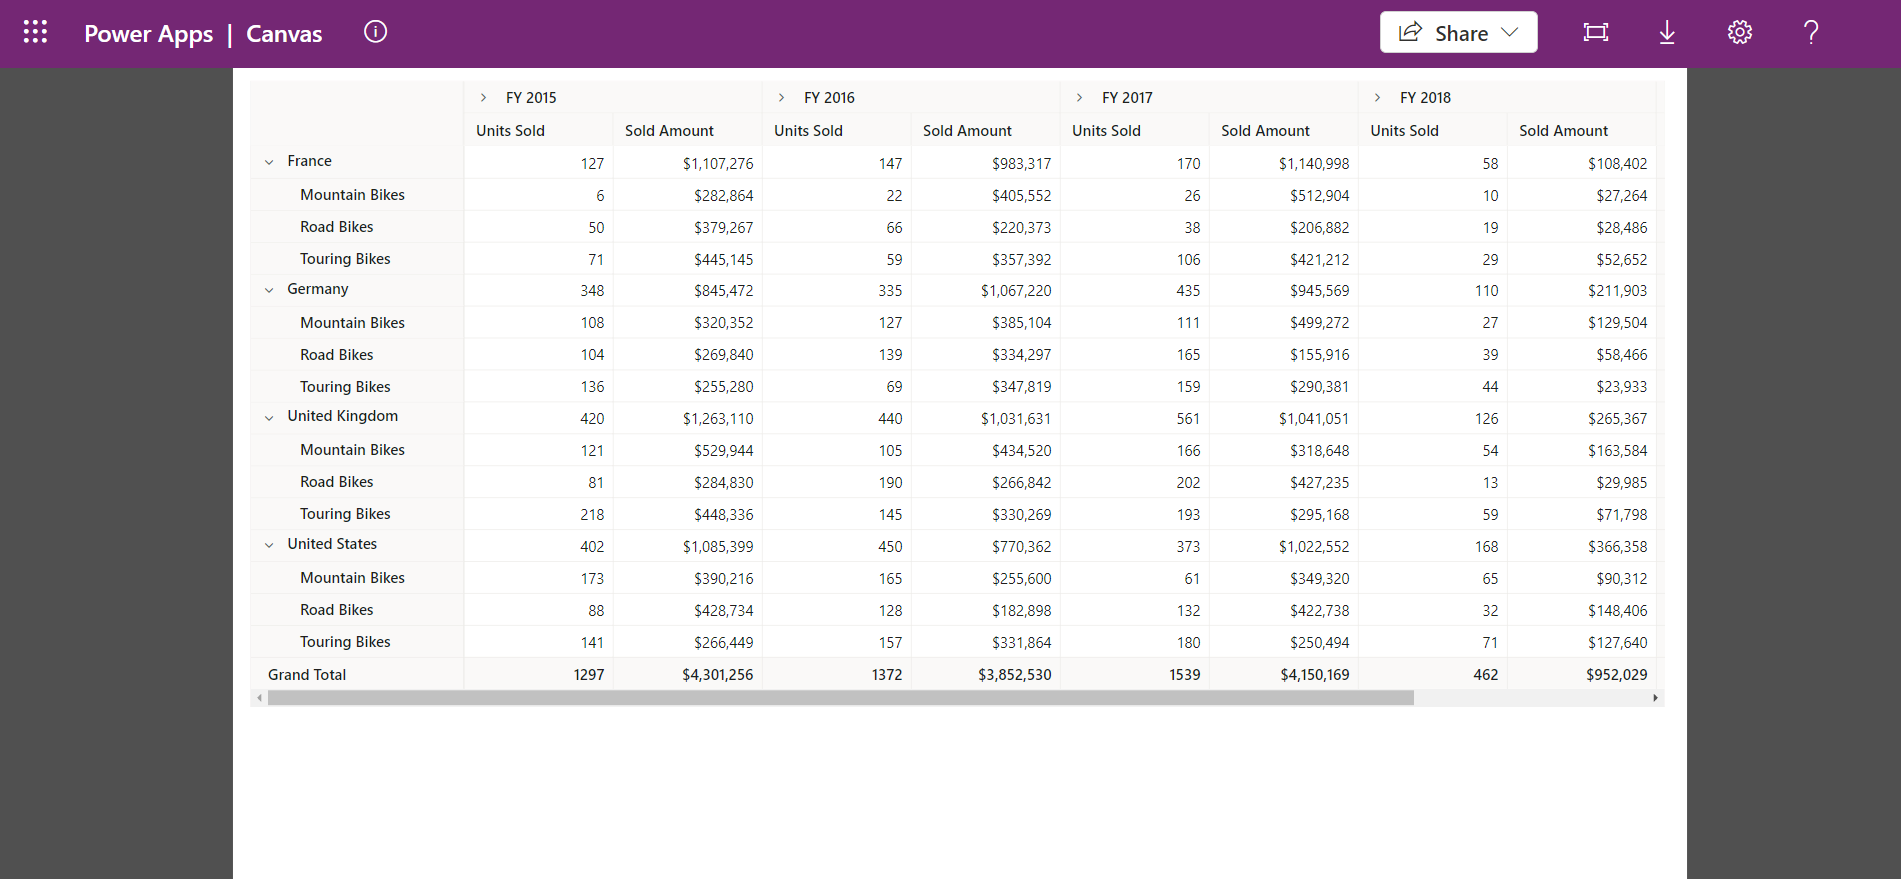 Power Apps | Canvas Share
FY 2015 FY 2016 FY 2017 FY 2018
Units Sold Sold Amount Units Sold Sold Amount Units Sold Sold Amount Units Sold Sold Amount
France 127 $1,107,276 147 $983,317 170 $1,140,998 58 $108,402
Mountain Bikes 6 $282,864 22 $405,552 26 $512,904 10 $27,264
Road Bikes 50 $379,267 66 $220,373 38 $206,882 19 $28,486
Touring Bikes 71 $445,145 59 $357,392 106 $421,212 29 $52,652
Germany 348 $845,472 335 $1,067,220 435 $945,569 110 $211,903
Mountain Bikes 108 $320,352 127 $385,104 111 $499,272 27 $129,504
Road Bikes 104 $269,840 139 $334,297 165 $155,916 39 $58,466
Touring Bikes 136 $255,280 69 $347,819 159 $290,381 44 $23,933
United Kingdom 420 $1,263,110 440 $1,031,631 561 $1,041,051 126 $265,367
Mountain Bikes 121 $529,944 105 $434,520 166 $318,648 54 $163,584
Road Bikes 81 $284,830 190 $266,842 202 $427,235 13 $29,985
Touring Bikes 218 $448,336 145 $330,269 193 $295,168 59 $71,798
United States 402 $1,085,399 450 $770,362 373 $1,022,552 168 $366,358
Mountain Bikes 173 $390,216 165 $255,600 61 $349,320 65 $90,312
Road Bikes 88 $428,734 128 $182,898 132 $422,738 32 $148,406
Touring Bikes 141 $266,449 157 $331,864 180 $250,494 71 $127,640
Grand Total 1297 $4,301,256 1372 $3,852,530 1539 $4,150,169 462 $952,029